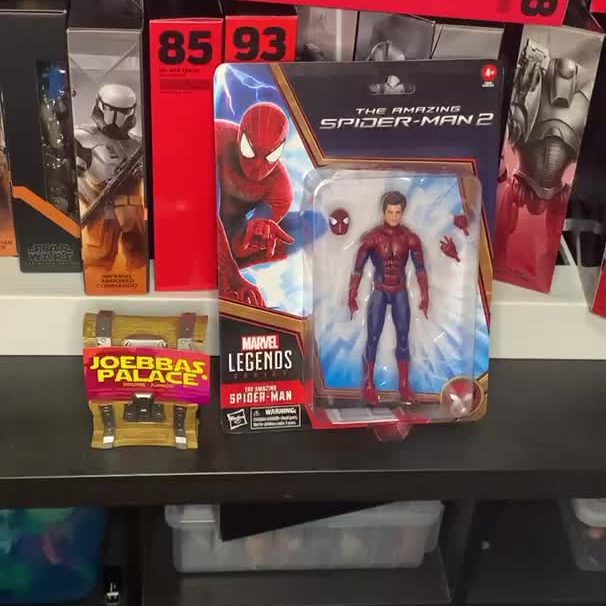 85
93
THE AMAZING
SPIDER-MAN 2
4+
STAR
WARS
IMPERIAL
ARMORED
COMMANDO
JOEBBAS
PALACE
MARVEL
LEGENDS
SERIES
THE AMAZING
SPIDER-MAN
Hasbro
WARNING: